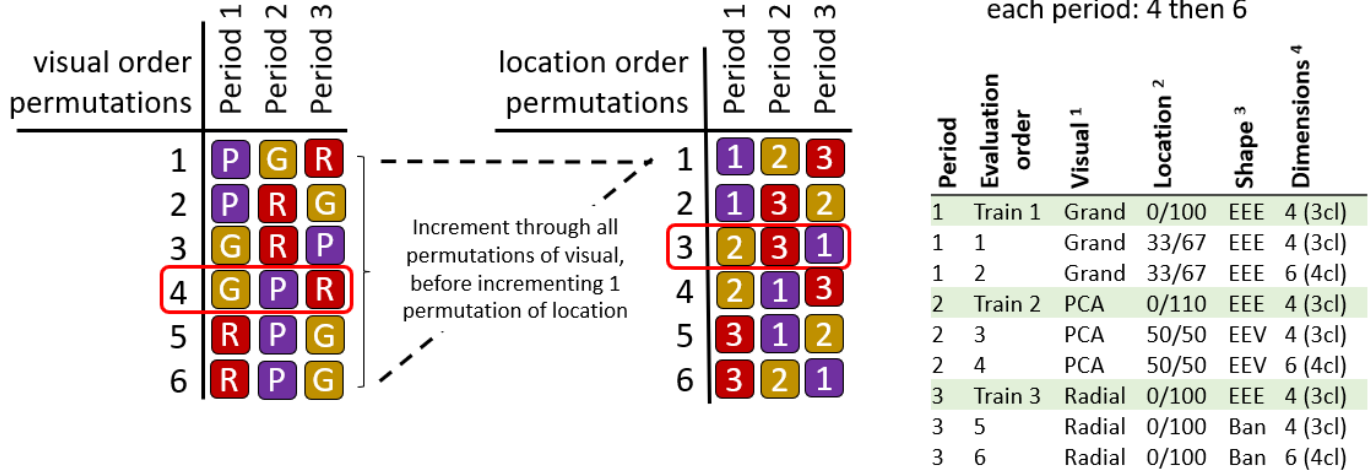 each period: 4 then 6
visual order
permutations
Period 1
Period 2
Period 3
1 P G R
2 P R G
3 G R P
4 G P R
5 R P G
6 R P G
Increment through all
permutations of visual,
before incrementing 1
permutation of location
location order
permutations
Period 1
Period 2
Period 3
1 1 2 3
2 1 3 2
3 2 3 1
4 2 1 3
5 3 1 2
6 3 2 1
Period
Evaluation
order
Visual 1
Location 2
Shape 3
Dimensions 4
1 Train 1 Grand 0/100 EEE 4 (3cl)
1 1 Grand 33/67 EEE 4 (3cl)
1 2 Grand 33/67 EEE 6 (4cl)
2 Train 2 PCA 0/110 EEE 4 (3cl)
2 3 PCA 50/50 EEV 4 (3cl)
2 4 PCA 50/50 EEV 6 (4cl)
3 Train 3 Radial 0/100 EEE 4 (3cl)
3 5 Radial 0/100 Ban 4 (3cl)
3 6 Radial 0/100 Ban 6 (4cl)